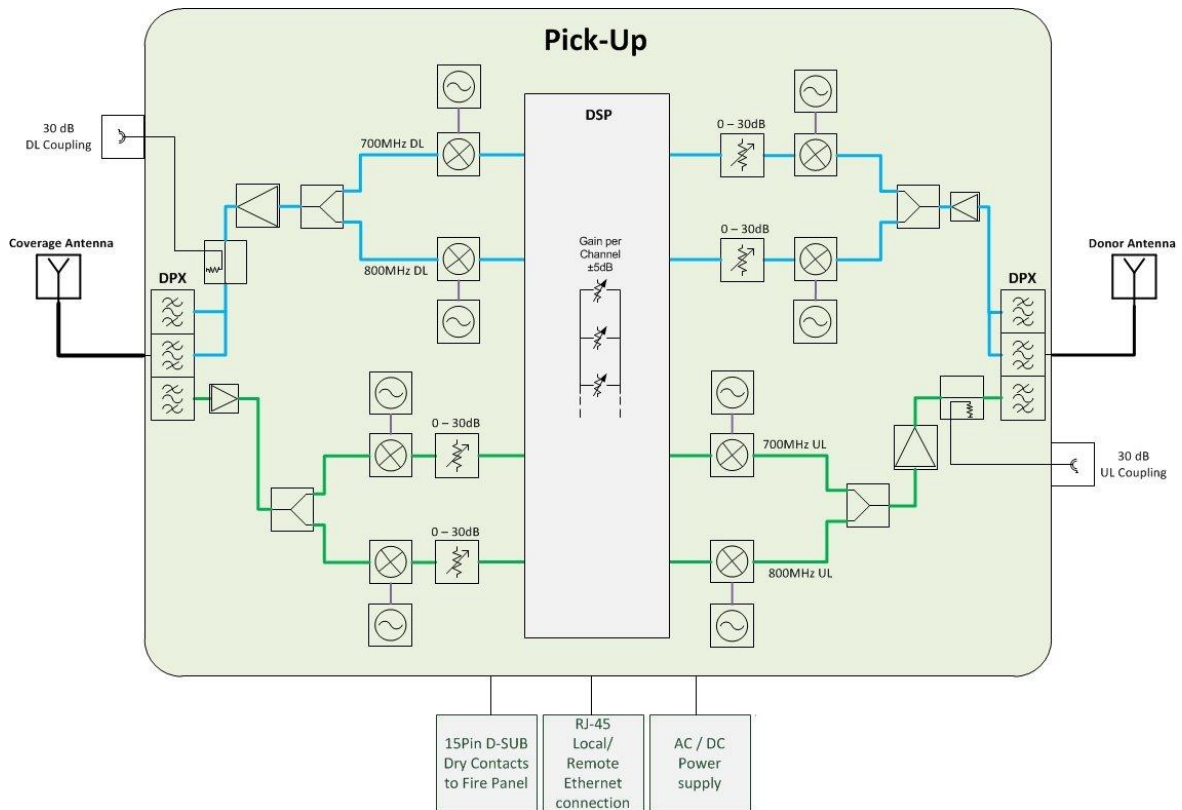 Pick-Up
30 dB
DL Coupling
700MHz DL
DSP
0 – 30dB
Coverage Antenna
DPX
800MHz DL
Gain per
Channel
±5dB
0 – 30dB
DPX
Donor Antenna
0 – 30dB
700MHz UL
30 dB
UL Coupling
0 – 30dB
800MHz UL
15Pin D-SUB
Dry Contacts
to Fire Panel
RJ-45
Local/
Remote
Ethernet
connection
AC / DC
Power
supply